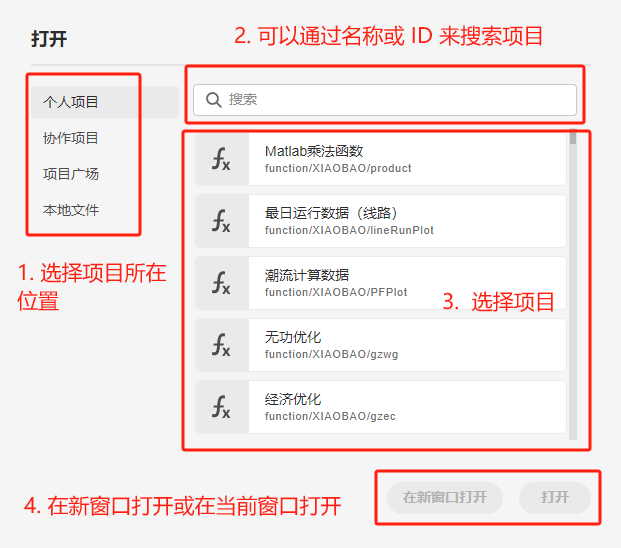 打开
2. 可以通过名称或 ID 来搜索项目
个人项目
协作项目
项目广场
本地文件
1. 选择项目所在
位置
搜索
Matlab乘法函数
function/XIAOBAO/product
最日运行数据（线路）
function/XIAOBAO/lineRunPlot
潮流计算数据
function/XIAOBAO/PFPlot
3. 选择项目
无功优化
function/XIAOBAO/gzwg
经济优化
function/XIAOBAO/gzec
4. 在新窗口打开或在当前窗口打开
在新窗口打开
打开